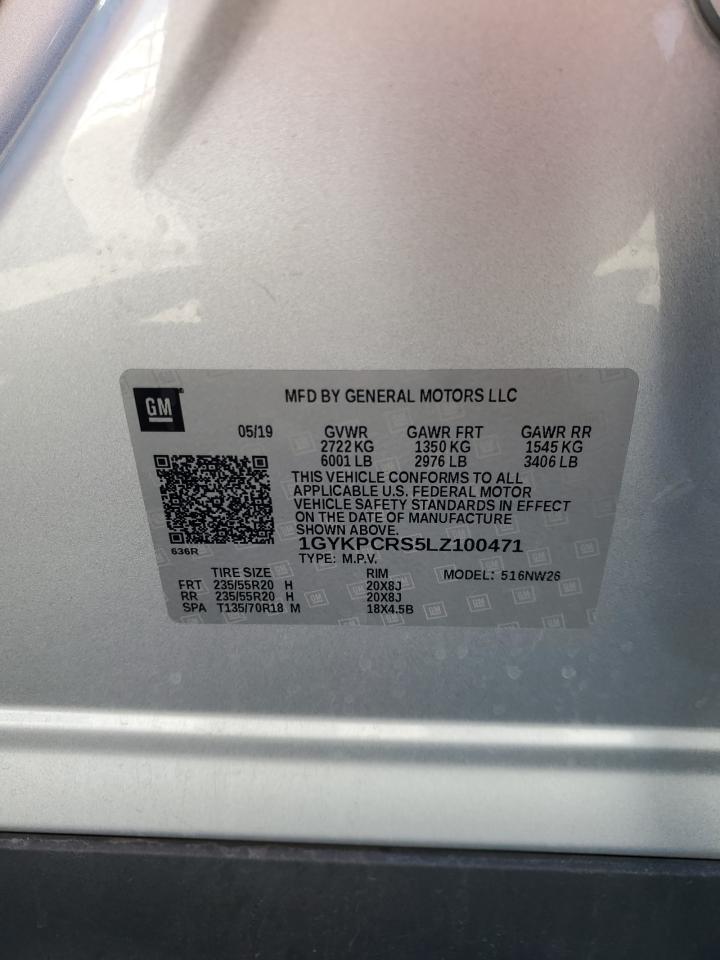 GM
MFD BY GENERAL MOTORS LLC
05/19 GVWR GAWR FRT GAWR RR
2722 KG 1350 KG 1545 KG
6001 LB 2976 LB 3406 LB
THIS VEHICLE CONFORMS TO ALL
APPLICABLE U.S. FEDERAL MOTOR
VEHICLE SAFETY STANDARDS IN EFFECT
ON THE DATE OF MANUFACTURE
SHOWN ABOVE.
636R
1GYKPCRS5LZ100471
TYPE: M.P.V.
TIRE SIZE RIM MODEL: 516NW26
FRT 235/55R20 H 20X8J
RR 235/55R20 H 20X8J
SPA T135/70R18 M 18X4.5B